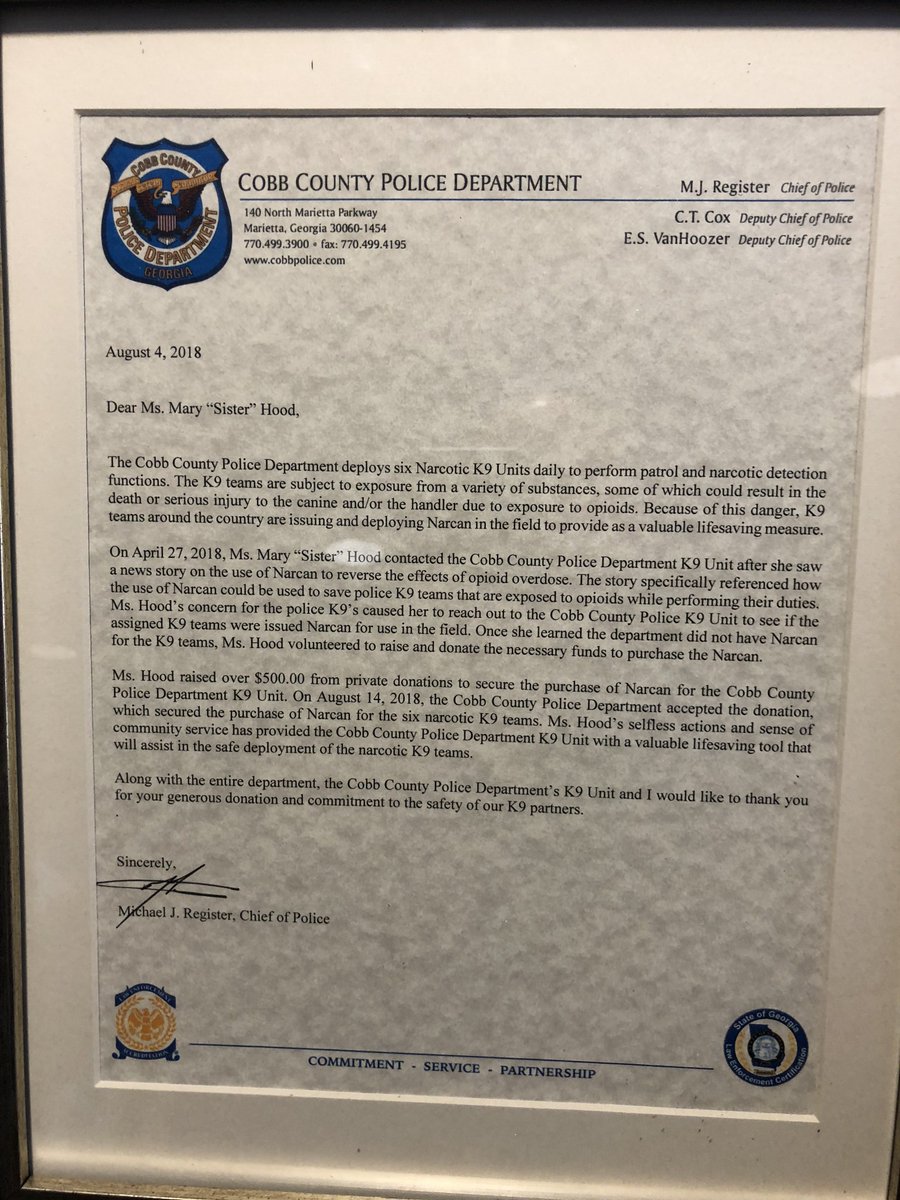 COBB COUNTY
POLICE DEPARTMENT
GEORGIA
COBB COUNTY POLICE DEPARTMENT
140 North Marietta Parkway
Marietta, Georgia 30060-1454
770.499.3900 • fax: 770.499.4195
www.cobbpolice.com
M.J. Register Chief of Police
C.T. Cox Deputy Chief of Police
E.S. VanHoozer Deputy Chief of Police
August 4, 2018
Dear Ms. Mary “Sister” Hood,
The Cobb County Police Department deploys six Narcotic K9 Units daily to perform patrol and narcotic detection
functions. The K9 teams are subject to exposure from a variety of substances, some of which could result in the
death or serious injury to the canine and/or the handler due to exposure to opioids. Because of this danger, K9
teams around the country are issuing and deploying Narcan in the field to provide as a valuable lifesaving measure.
On April 27, 2018, Ms. Mary “Sister” Hood contacted the Cobb County Police Department K9 Unit after she saw
a news story on the use of Narcan to reverse the effects of opioid overdose. The story specifically referenced how
the use of Narcan could be used to save police K9 teams that are exposed to opioids while performing their duties.
Ms. Hood’s concern for the police K9’s caused her to reach out to the Cobb County Police K9 Unit to see if the
assigned K9 teams were issued Narcan for use in the field. Once she learned the department did not have Narcan
for the K9 teams, Ms. Hood volunteered to raise and donate the necessary funds to purchase the Narcan.
Ms. Hood raised over $500.00 from private donations to secure the purchase of Narcan for the Cobb County
Police Department K9 Unit. On August 14, 2018, the Cobb County Police Department accepted the donation,
which secured the purchase of Narcan for the six narcotic K9 teams. Ms. Hood’s selfless actions and sense of
community service has provided the Cobb County Police Department K9 Unit with a valuable lifesaving tool that
will assist in the safe deployment of the narcotic K9 teams.
Along with the entire department, the Cobb County Police Department’s K9 Unit and I would like to thank you
for your generous donation and commitment to the safety of our K9 partners.
Sincerely,
Michael J. Register, Chief of Police
LAW ENFORCEMENT
ACCREDITATION
COMMITMENT - SERVICE - PARTNERSHIP
State of Georgia
Law Enforcement Certification